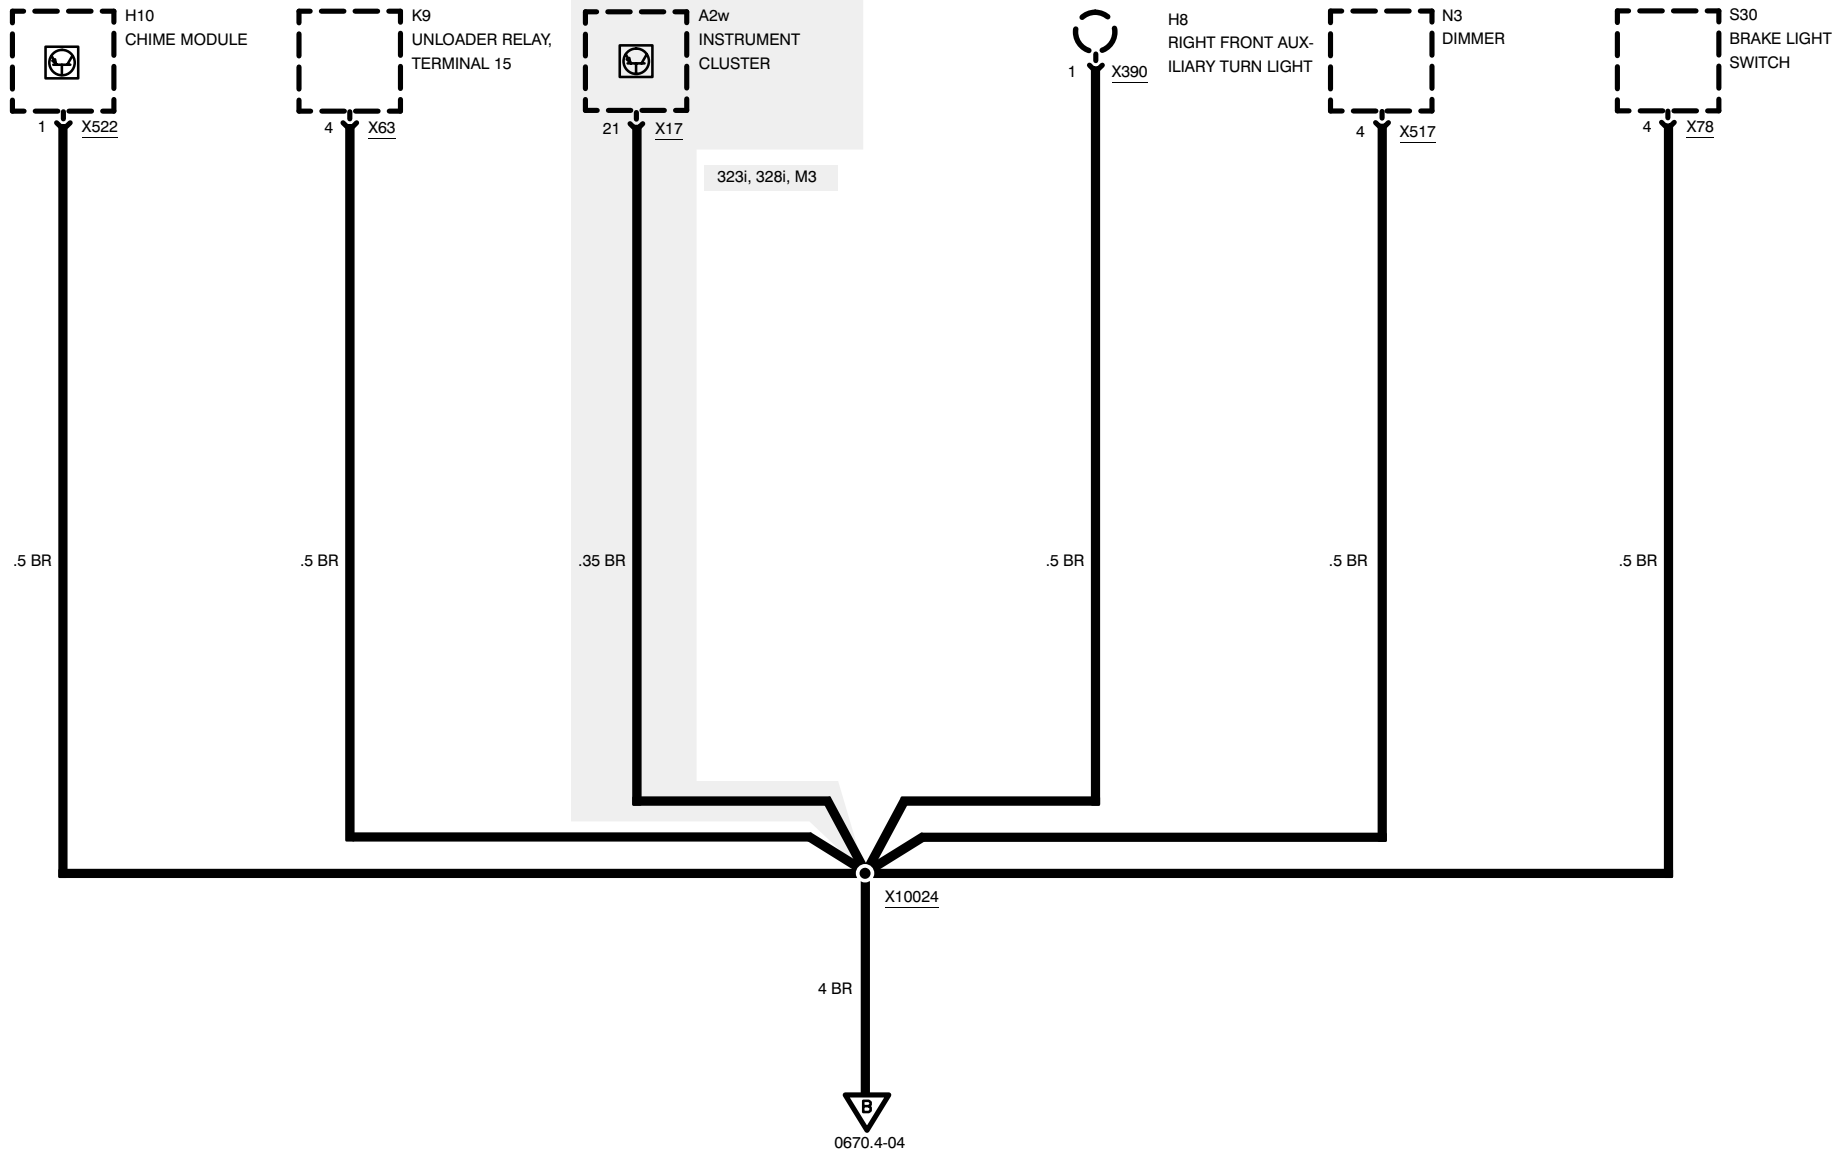 H10
CHIME MODULE
1 X522
K9
UNLOADER RELAY,
TERMINAL 15
4 X63
A2w
INSTRUMENT
CLUSTER
21 X17
323i, 328i, M3
H8
RIGHT FRONT AUX-
ILIARY TURN LIGHT
1 X390
N3
DIMMER
4 X517
S30
BRAKE LIGHT
SWITCH
4 X78
.5 BR
.5 BR
.35 BR
.5 BR
.5 BR
.5 BR
X10024
4 BR
B
0670.4-04